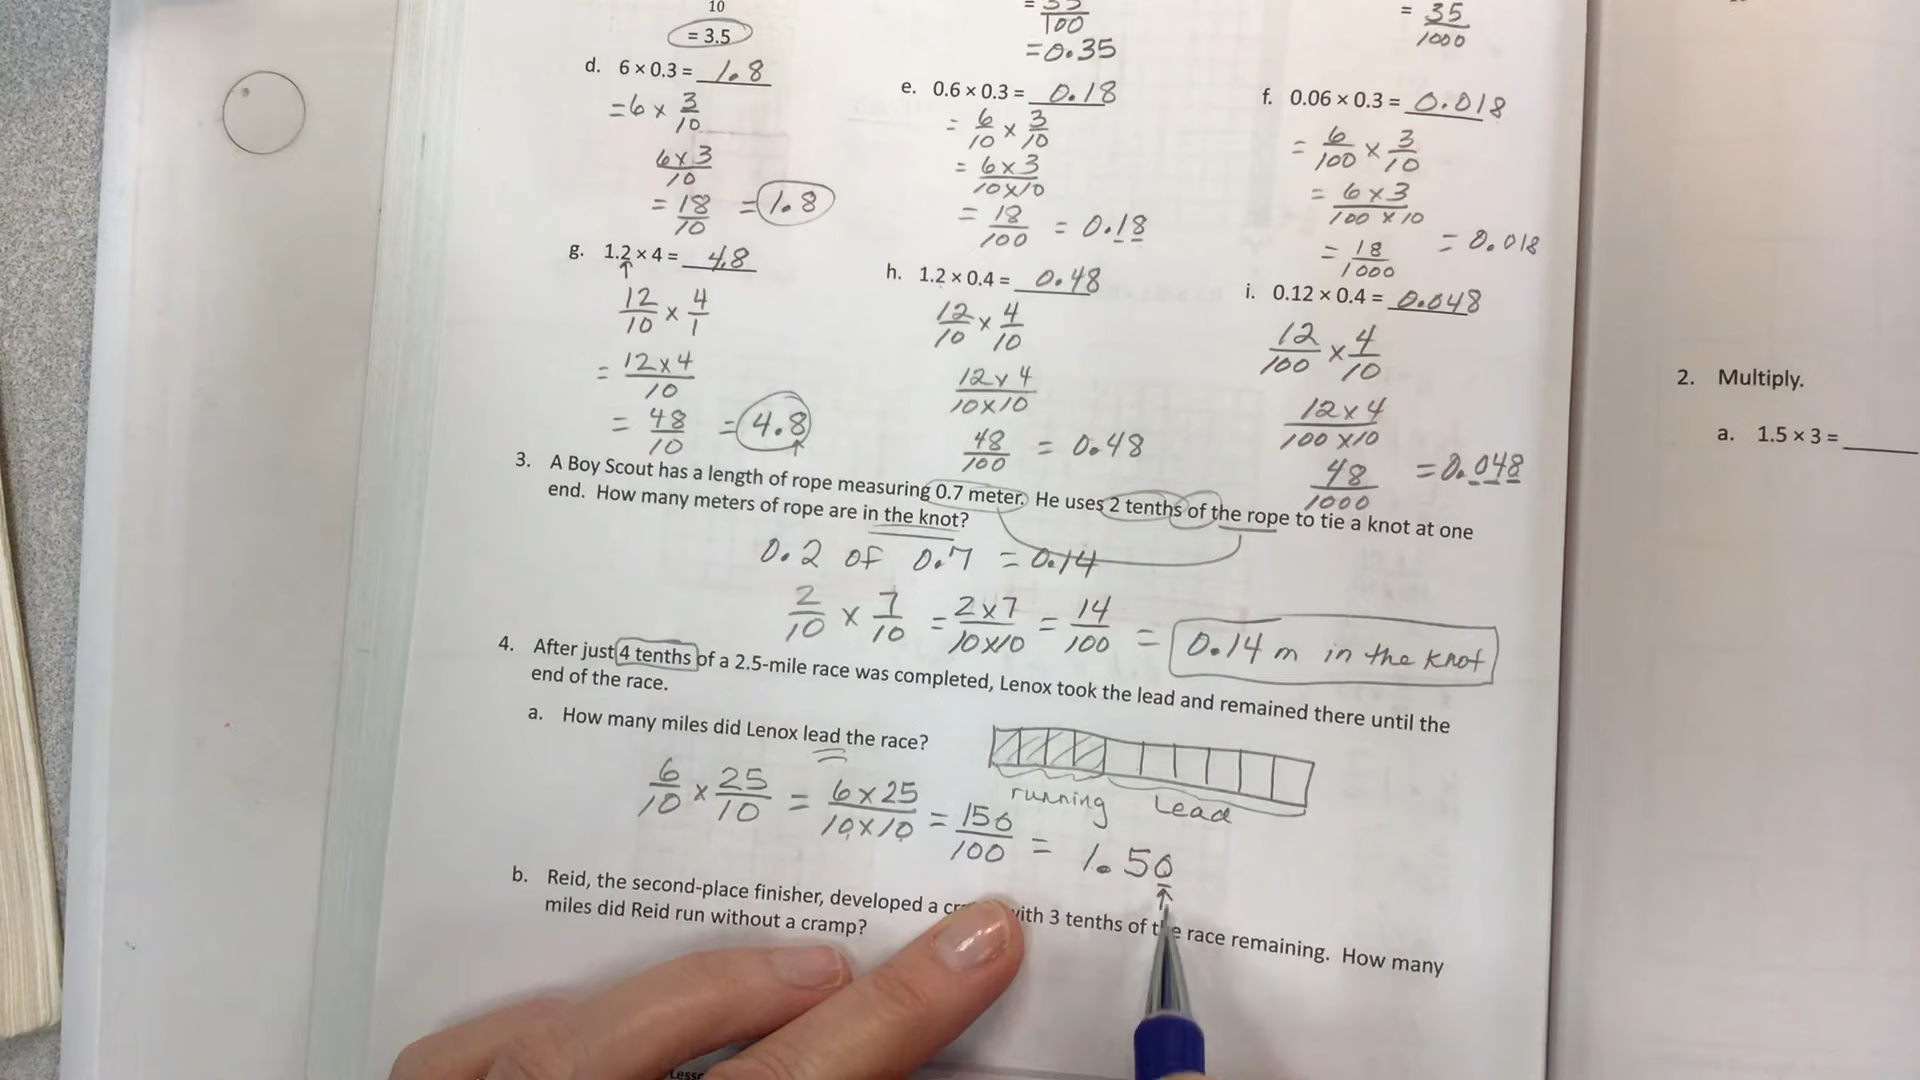 10
= 3.5
= 35/100
= 0.35
= 35/1000
d. 6 × 0.3 = 1.8
= 6 × 3/10
6×3/10
= 18/10 = 1.8
e. 0.6 × 0.3 = 0.18
= 6/10 × 3/10
= 6×3/10×10
= 18/100 = 0.18
f. 0.06 × 0.3 = 0.018
= 6/100 × 3/10
= 6×3/100×10
= 18/1000 = 0.018
g. 1.2 × 4 = 4.8
12/10 × 4/1
= 12×4/10
= 48/10 = 4.8
h. 1.2 × 0.4 = 0.48
12/10 × 4/10
12×4/10×10
48/100 = 0.48
i. 0.12 × 0.4 = 0.048
12/100 × 4/10
12×4/100×10
48/1000 = 0.048
3. A Boy Scout has a length of rope measuring 0.7 meter. He uses 2 tenths of the rope to tie a knot at one
end. How many meters of rope are in the knot?
0.2 of 0.7 = 0.14
2/10 × 7/10 = 2×7/10×10 = 14/100 = 0.14 m in the knot
4. After just 4 tenths of a 2.5-mile race was completed, Lenox took the lead and remained there until the
end of the race.
a. How many miles did Lenox lead the race?
running Lead
6/10 × 25/10 = 6×25/10×10 = 150/100 = 1.50
b. Reid, the second-place finisher, developed a with 3 tenths of the race remaining. How many
miles did Reid run without a cramp?
2. Multiply.
a. 1.5 × 3 =